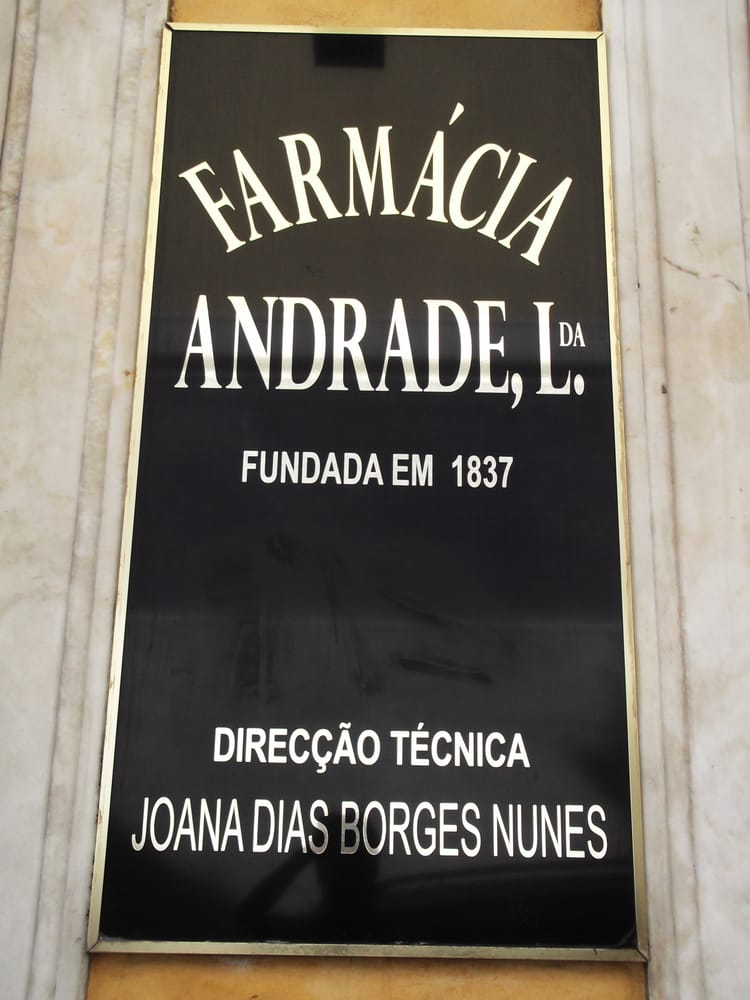 FARMÁCIA
ANDRADE, L.DA
FUNDADA EM 1837
DIRECÇÃO TÉCNICA
JOANA DIAS BORGES NUNES